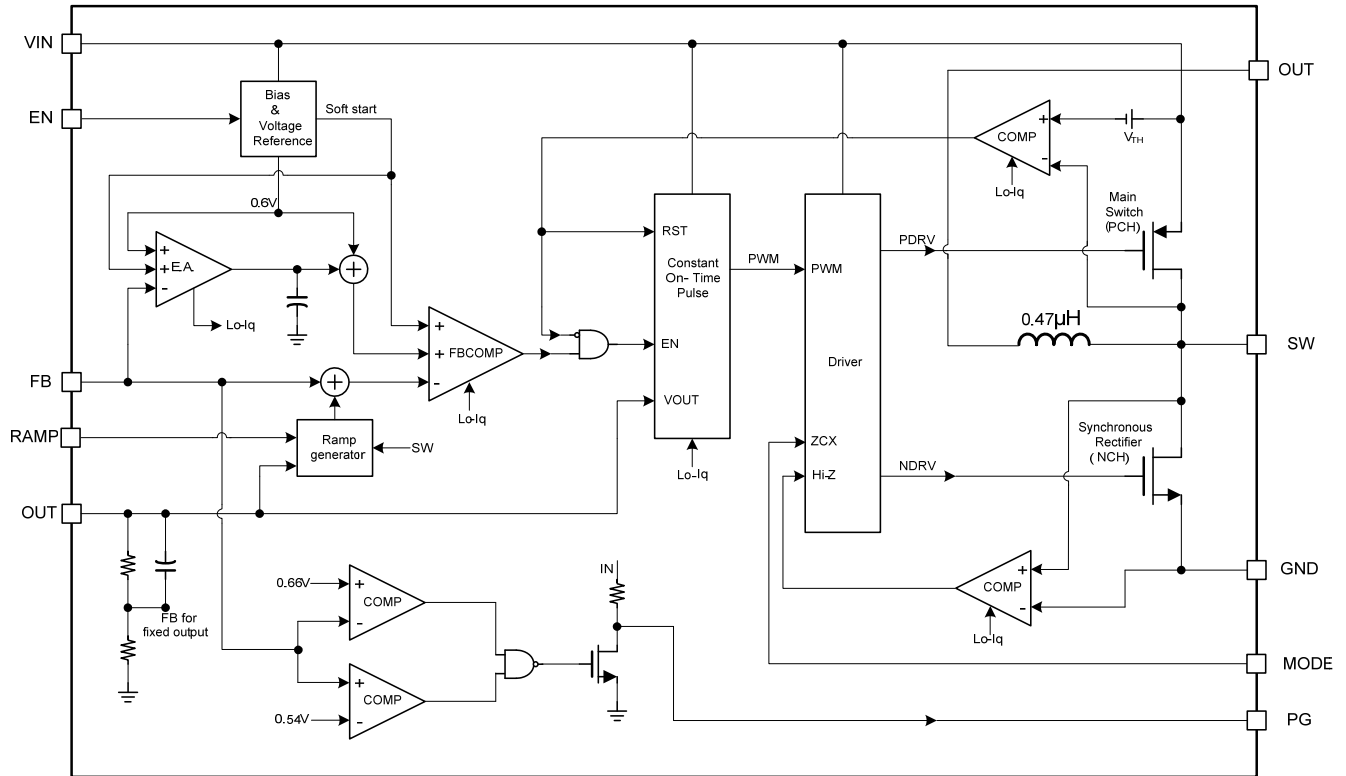 VIN
OUT
Bias
&
Voltage
Reference
Soft start
EN
+
COMP
-
VTH
Lo-Iq
0.6V
Main
Switch
(PCH)
+
E.A.
+
-
+
RST
Constant
On- Time
Pulse
PWM
PWM
PDRV
Lo-Iq
0.47µH
+
+
FBCOMP
-
EN
SW
Driver
FB
+
Lo-Iq
VOUT
RAMP
Ramp
generator
SW
Synchronous
Rectifier
( NCH)
ZCX
Lo-Iq
Hi-Z
NDRV
OUT
IN
GND
0.66V
+
COMP
-
+
COMP
-
FB for
fixed output
Lo-Iq
MODE
+
COMP
-
0.54V
PG